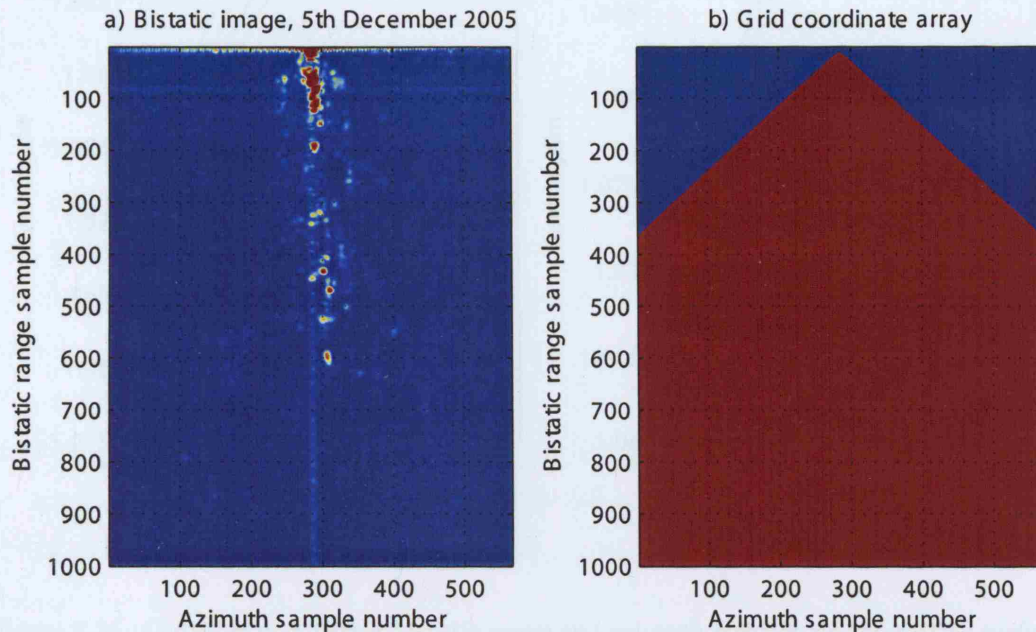 a) Bistatic image, 5th December 2005
100
200
300
400
500
600
700
800
900
1000
100 200 300 400 500
Bistatic range sample number
Azimuth sample number
b) Grid coordinate array
100
200
300
400
500
600
700
800
900
1000
100 200 300 400 500
Bistatic range sample number
Azimuth sample number